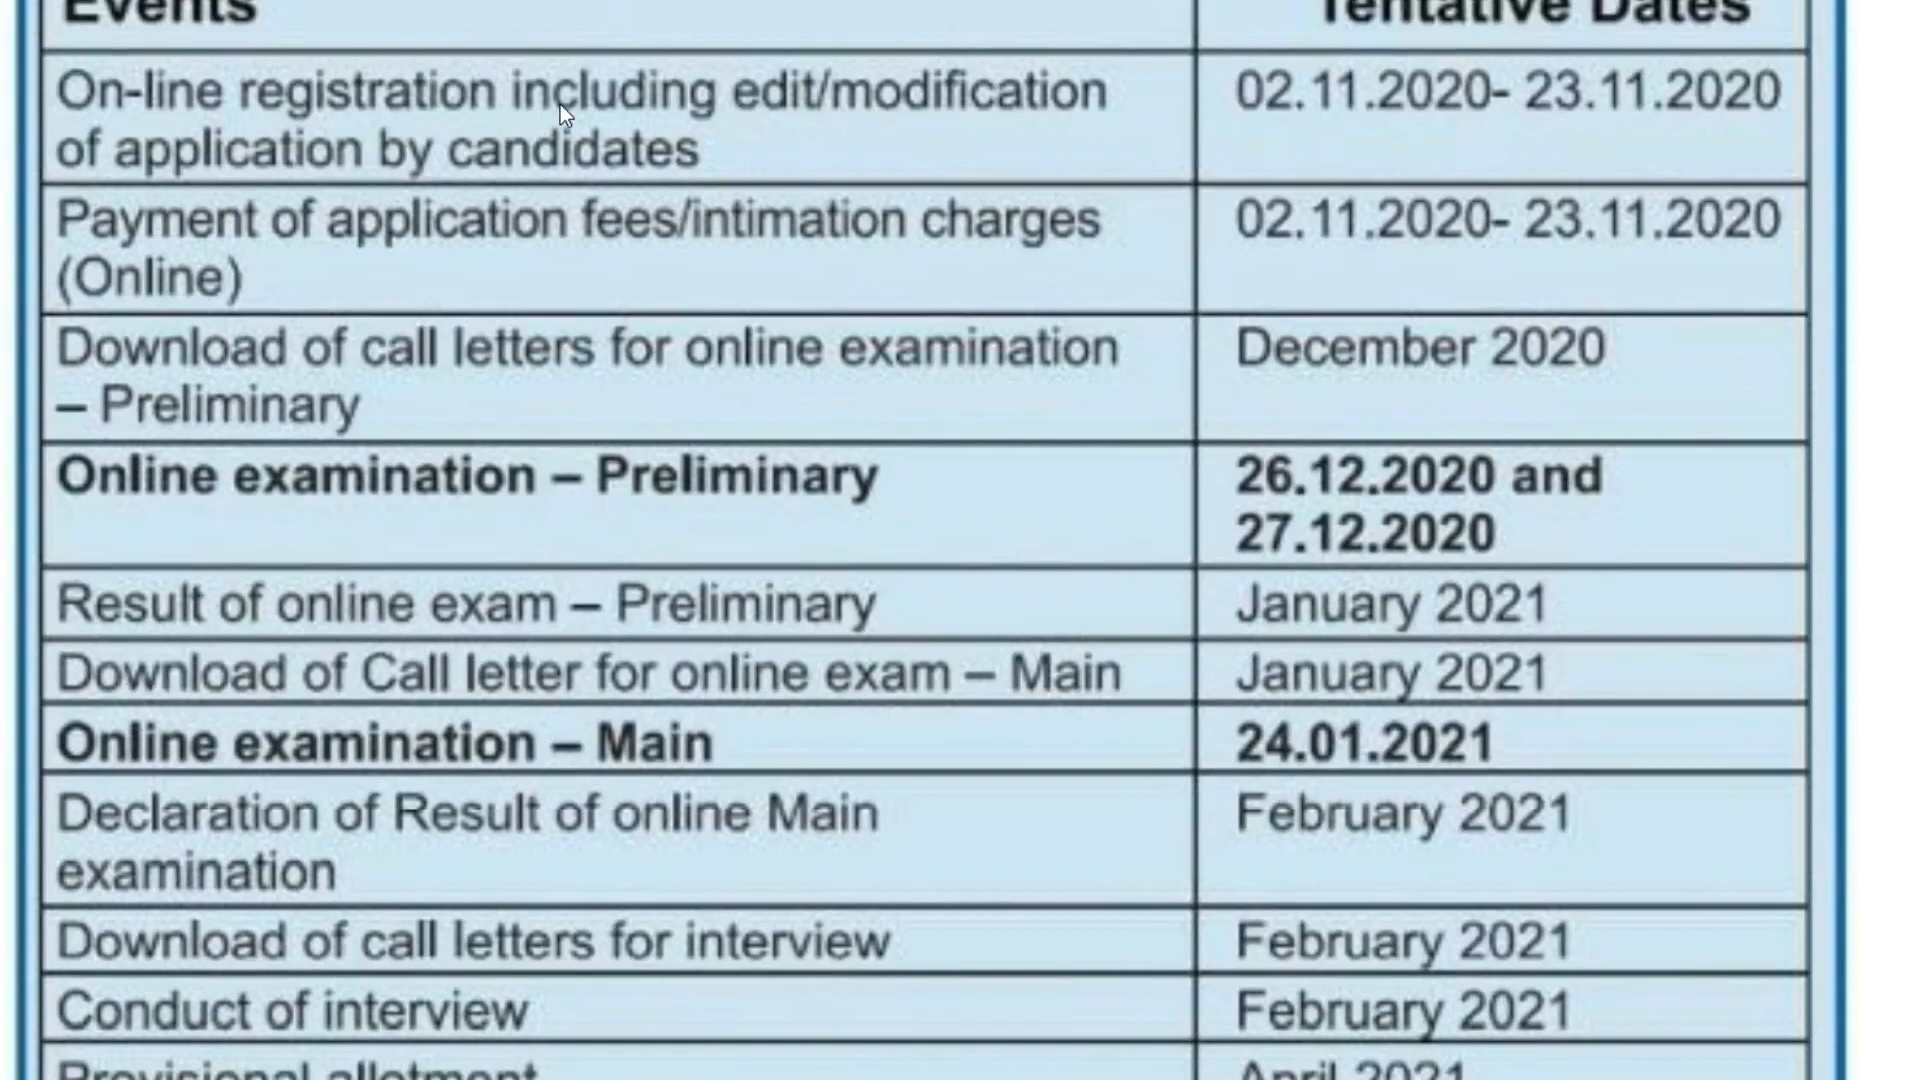 Events Tentative Dates
On-line registration including edit/modification 02.11.2020- 23.11.2020
of application by candidates
Payment of application fees/intimation charges 02.11.2020- 23.11.2020
(Online)
Download of call letters for online examination December 2020
– Preliminary
Online examination – Preliminary 26.12.2020 and
27.12.2020
Result of online exam – Preliminary January 2021
Download of Call letter for online exam – Main January 2021
Online examination – Main 24.01.2021
Declaration of Result of online Main February 2021
examination
Download of call letters for interview February 2021
Conduct of interview February 2021
Provisional allotment April 2021